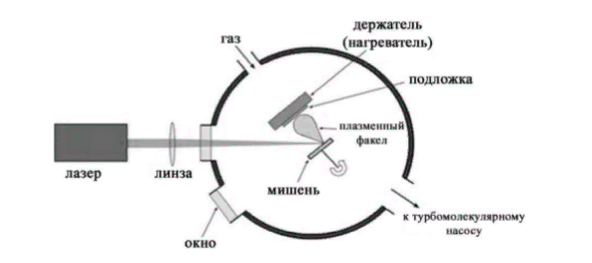 держатель
(нагреватель)
газ
подложка
плазменный
факел
лазер
линза
мишень
к турбомолекулярному
насосу
окно